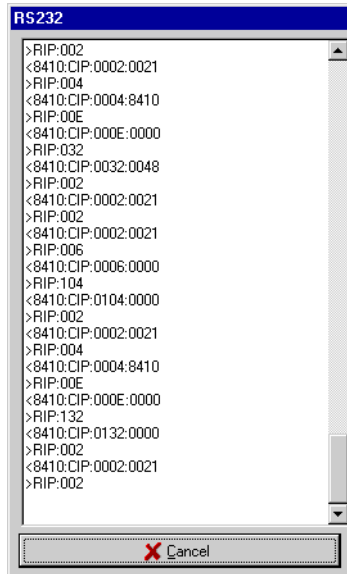 RS232
>RIP:002
<8410:CIP:0002:0021
>RIP:004
<8410:CIP:0004:8410
>RIP:00E
<8410:CIP:000E:0000
>RIP:032
<8410:CIP:0032:0048
>RIP:002
<8410:CIP:0002:0021
>RIP:002
<8410:CIP:0002:0021
>RIP:006
<8410:CIP:0006:0000
>RIP:104
<8410:CIP:0104:0000
>RIP:002
<8410:CIP:0002:0021
>RIP:004
<8410:CIP:0004:8410
>RIP:00E
<8410:CIP:000E:0000
>RIP:132
<8410:CIP:0132:0000
>RIP:002
<8410:CIP:0002:0021
>RIP:002
Cancel